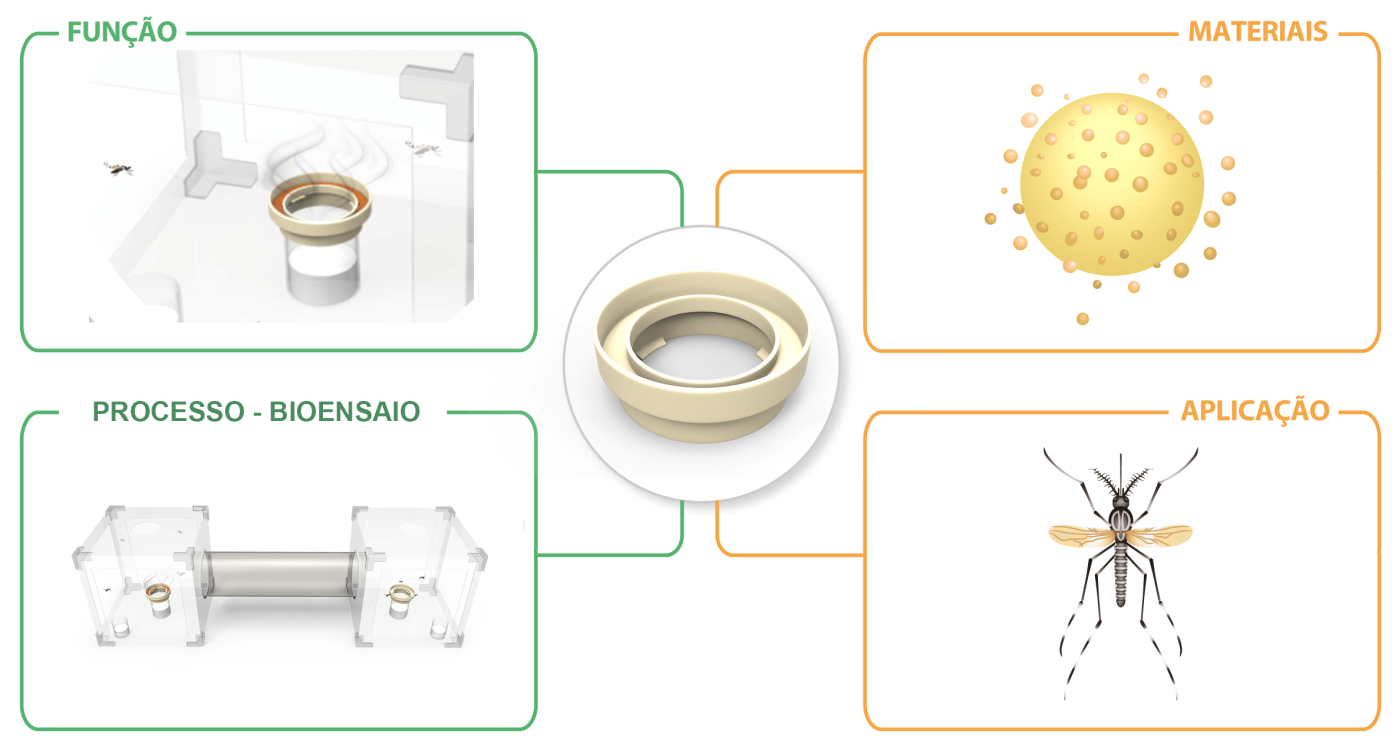 FUNÇÃO
MATERIAIS
PROCESSO - BIOENSAIO
APLICAÇÃO